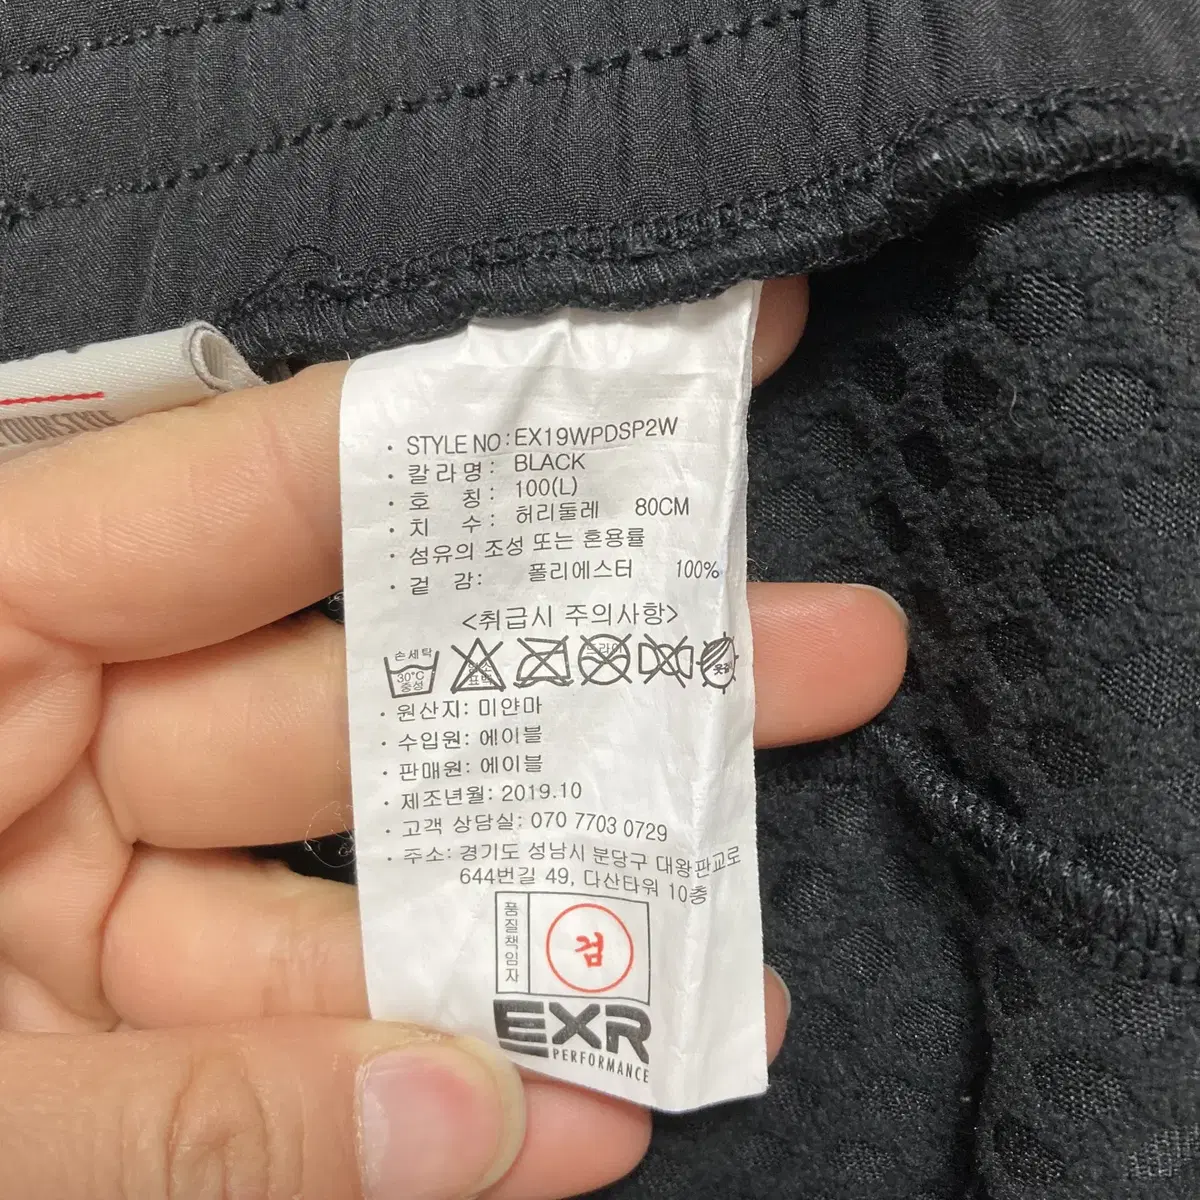 · STYLE NO : EX19WPDSP2W
· 칼라명 : BLACK
· 호 칭 : 100(L)
· 치 수 : 허리둘레 80CM
· 섬유의 조성 또는 혼용률
· 겉 감: 폴리에스터 100%
<취급시 주의사항>
손세탁
30°C
중성
· 원산지: 미얀마
· 수입원: 에이블
· 판매원: 에이블
· 제조년월: 2019.10
· 고객 상담실: 070 7703 0729
· 주소: 경기도 성남시 분당구 대왕판교로
644번길 49, 다산타워 10층
품질책임자
검
EXR
PERFORMANCE